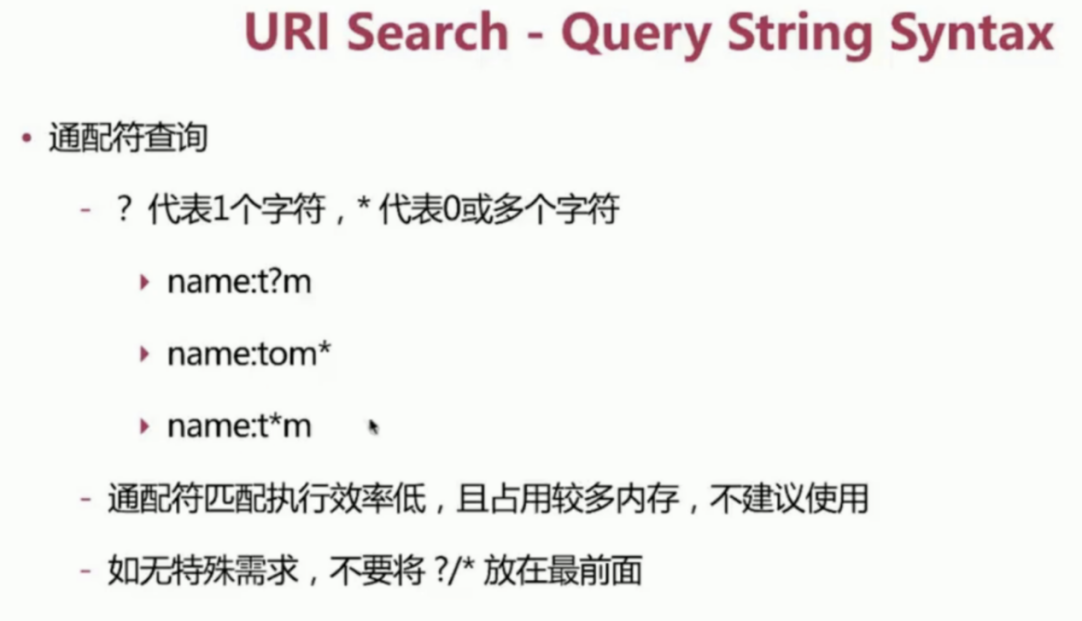 URI Search - Query String Syntax
• 通配符查询
- ? 代表1个字符，* 代表0或多个字符
name:t?m
name:tom*
name:t*m
- 通配符匹配执行效率低，且占用较多内存，不建议使用
- 如无特殊需求，不要将 ?/* 放在最前面